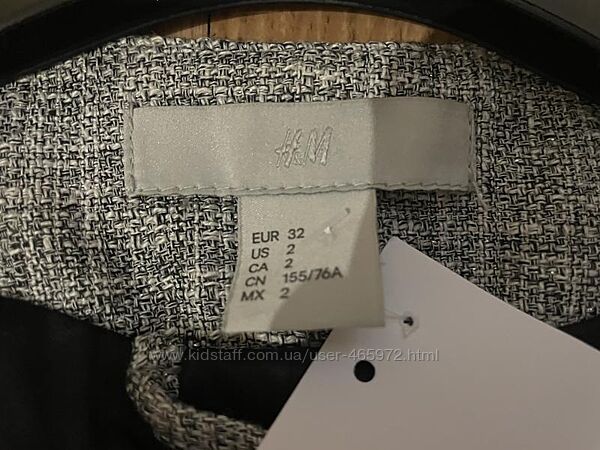 H&M
EUR 32
US 2
CA 2
CN 155/76A
MX 2
www.kidstaff.com.ua/user-465972.html